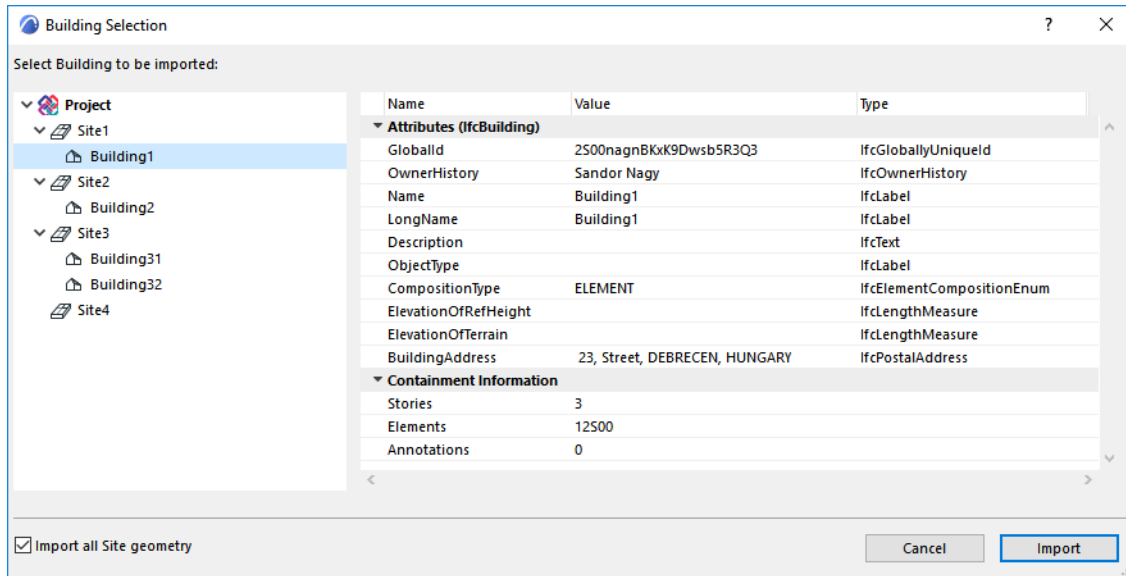 Building Selection ?
Select Building to be imported:
Project
Site1
Building1
Site2
Building2
Site3
Building31
Building32
Site4
Name Value Type
Attributes (IfcBuilding)
GlobalId 2S00nagnBKxK9Dwsb5R3Q3 IfcGloballyUniqueId
OwnerHistory Sandor Nagy IfcOwnerHistory
Name Building1 IfcLabel
LongName Building1 IfcLabel
Description IfcText
ObjectType IfcLabel
CompositionType ELEMENT IfcElementCompositionEnum
ElevationOfRefHeight IfcLengthMeasure
ElevationOfTerrain IfcLengthMeasure
BuildingAddress 23, Street, DEBRECEN, HUNGARY IfcPostalAddress
Containment Information
Stories 3
Elements 12S00
Annotations 0
Import all Site geometry Cancel Import